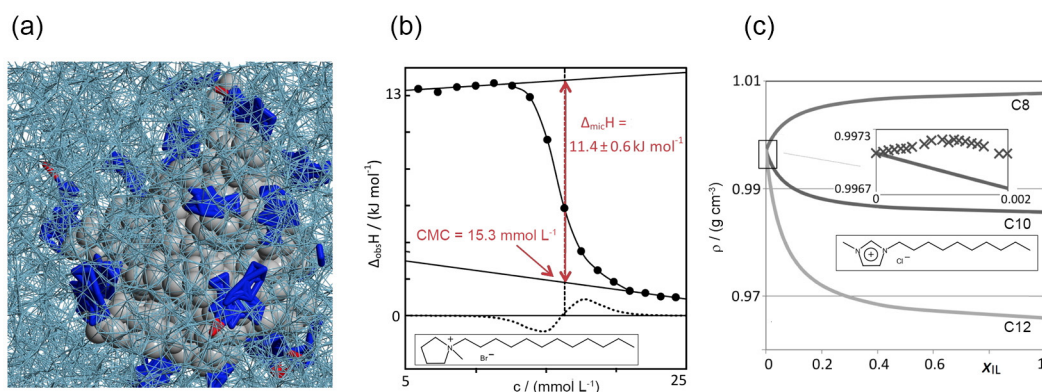 (a)
(b)
(c)
13
0
Δ_obsH / (kJ mol⁻¹)
Δ_micH =
11.4 ± 0.6 kJ mol⁻¹
CMC = 15.3 mmol L⁻¹
N
+
Br⁻
5
25
c / (mmol L⁻¹)
1.01
0.99
0.97
ρ / (g cm⁻³)
C8
0.9973
0.9967
0
0.002
C10
N
N
+
Cl⁻
C12
0
0.2
0.4
0.6
0.8
x_IL
1